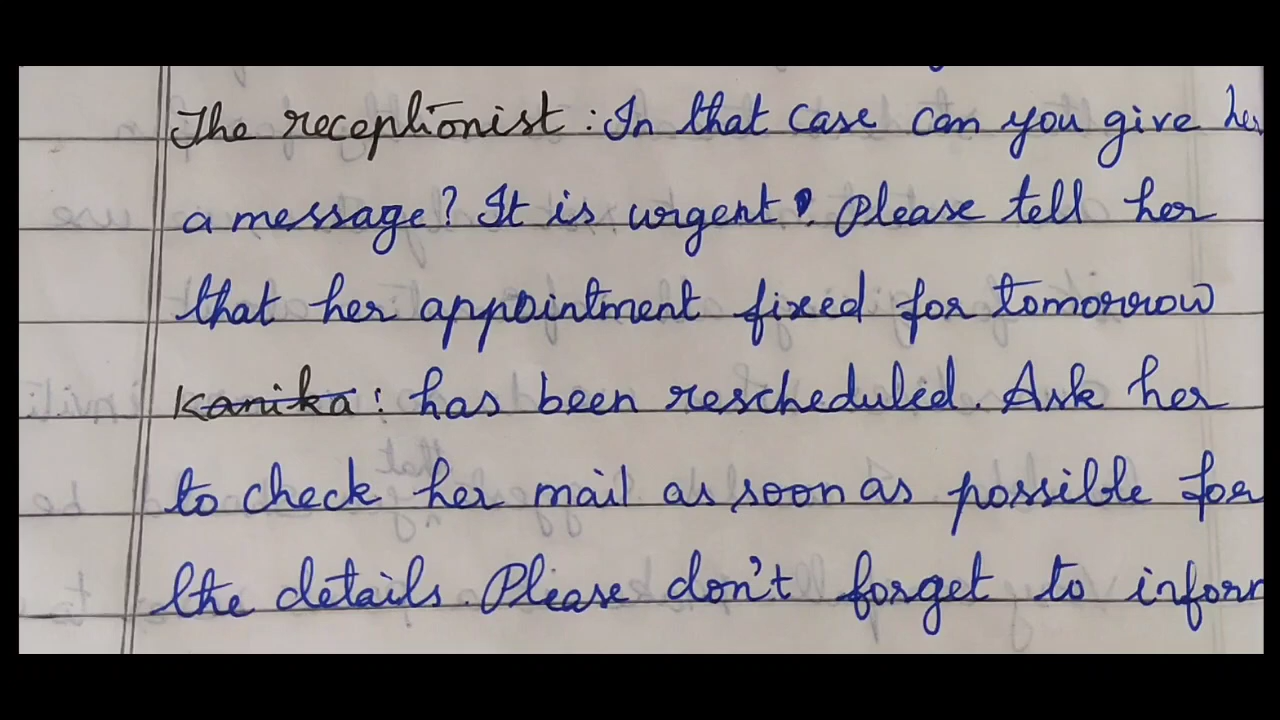 The receptionist : In that case can you give her
a message? It is urgent. Please tell her
that her appointment fixed for tomorrow
Kanika : has been rescheduled. Ask her
to check her mail as soon as possible for
the details. Please don't forget to inform